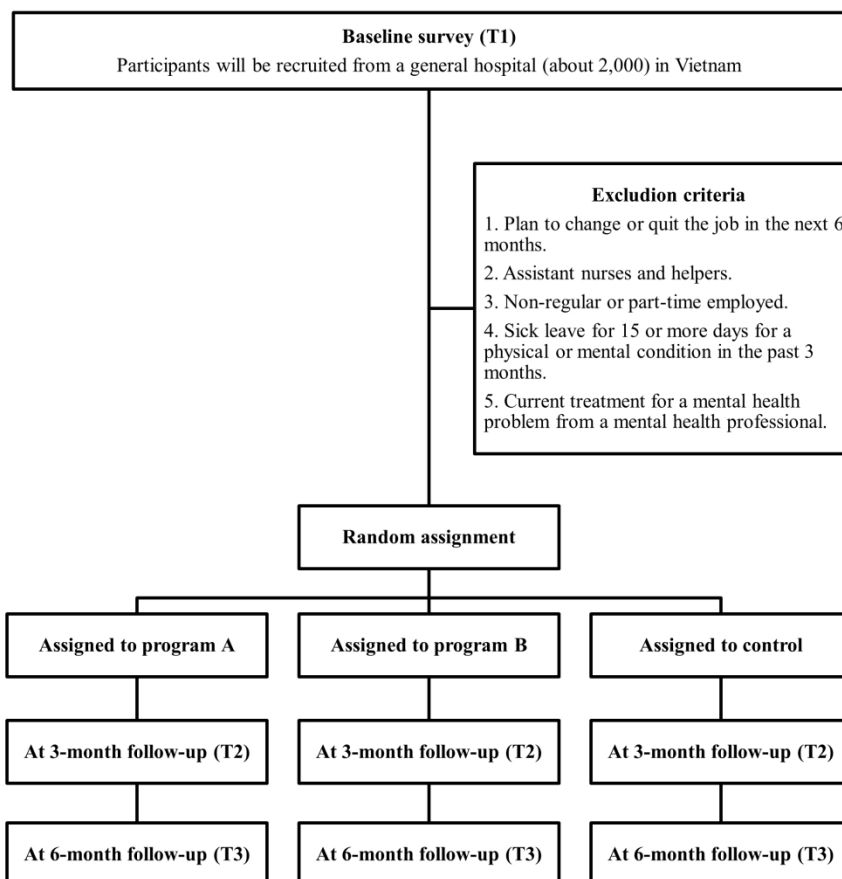 Baseline survey (T1)
Participants will be recruited from a general hospital (about 2,000) in Vietnam
Excludion criteria
1. Plan to change or quit the job in the next 6
months.
2. Assistant nurses and helpers.
3. Non-regular or part-time employed.
4. Sick leave for 15 or more days for a
physical or mental condition in the past 3
months.
5. Current treatment for a mental health
problem from a mental health professional.
Random assignment
Assigned to program A
Assigned to program B
Assigned to control
At 3-month follow-up (T2)
At 3-month follow-up (T2)
At 3-month follow-up (T2)
At 6-month follow-up (T3)
At 6-month follow-up (T3)
At 6-month follow-up (T3)